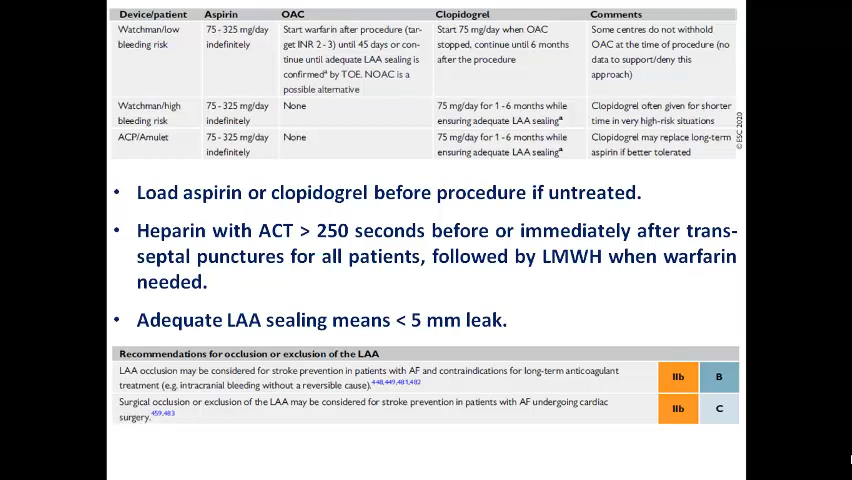 Device/patient Aspirin OAC Clopidogrel Comments
Watchman/low 75 - 325 mg/day Start warfarin after procedure (tar- Start 75 mg/day when OAC Some centres do not withhold
bleeding risk indefinitely get INR 2 - 3) until 45 days or con- stopped, continue until 6 months OAC at the time of procedure (no
tinue until adequate LAA sealing is after the procedure data to support/deny this
confirmedᵃ by TOE. NOAC is a approach)
possible alternative
Watchman/high 75 - 325 mg/day None 75 mg/day for 1 - 6 months while Clopidogrel often given for shorter
bleeding risk indefinitely ensuring adequate LAA sealingᵃ time in very high-risk situations
ACP/Amulet 75 - 325 mg/day None 75 mg/day for 1 - 6 months while Clopidogrel may replace long-term
indefinitely ensuring adequate LAA sealingᵃ aspirin if better tolerated
© ESC 2020
• Load aspirin or clopidogrel before procedure if untreated.
• Heparin with ACT > 250 seconds before or immediately after trans-
septal punctures for all patients, followed by LMWH when warfarin
needed.
• Adequate LAA sealing means < 5 mm leak.
Recommendations for occlusion or exclusion of the LAA
LAA occlusion may be considered for stroke prevention in patients with AF and contraindications for long-term anticoagulant
treatment (e.g. intracranial bleeding without a reversible cause).448,449,481,482 IIb B
Surgical occlusion or exclusion of the LAA may be considered for stroke prevention in patients with AF undergoing cardiac
surgery.459,483 IIb C